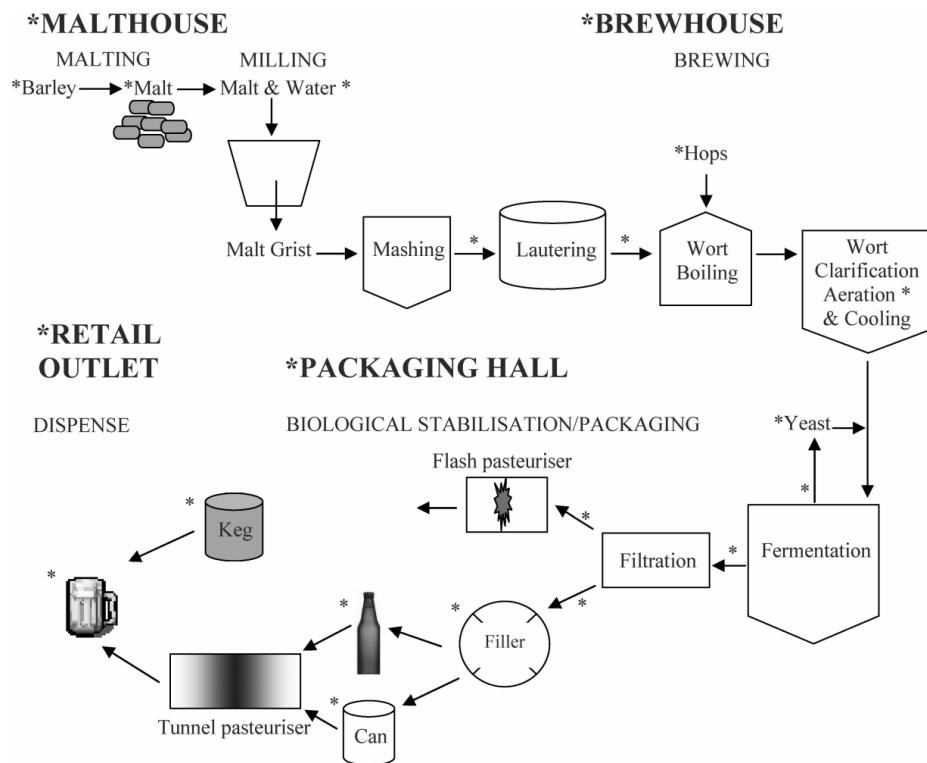 *MALTHOUSE
*BREWHOUSE
MALTING
MILLING
BREWING
*Barley
*Malt
Malt & Water *
*Hops
Malt Grist
Mashing
*
Lautering
*
Wort
Boiling
Wort
Clarification
Aeration *
& Cooling
*RETAIL
OUTLET
*PACKAGING HALL
DISPENSE
BIOLOGICAL STABILISATION/PACKAGING
*Yeast
Flash pasteuriser
*
*
Keg
*
Filtration
*
Fermentation
*
*
*
*
Filler
Tunnel pasteuriser
*
Can